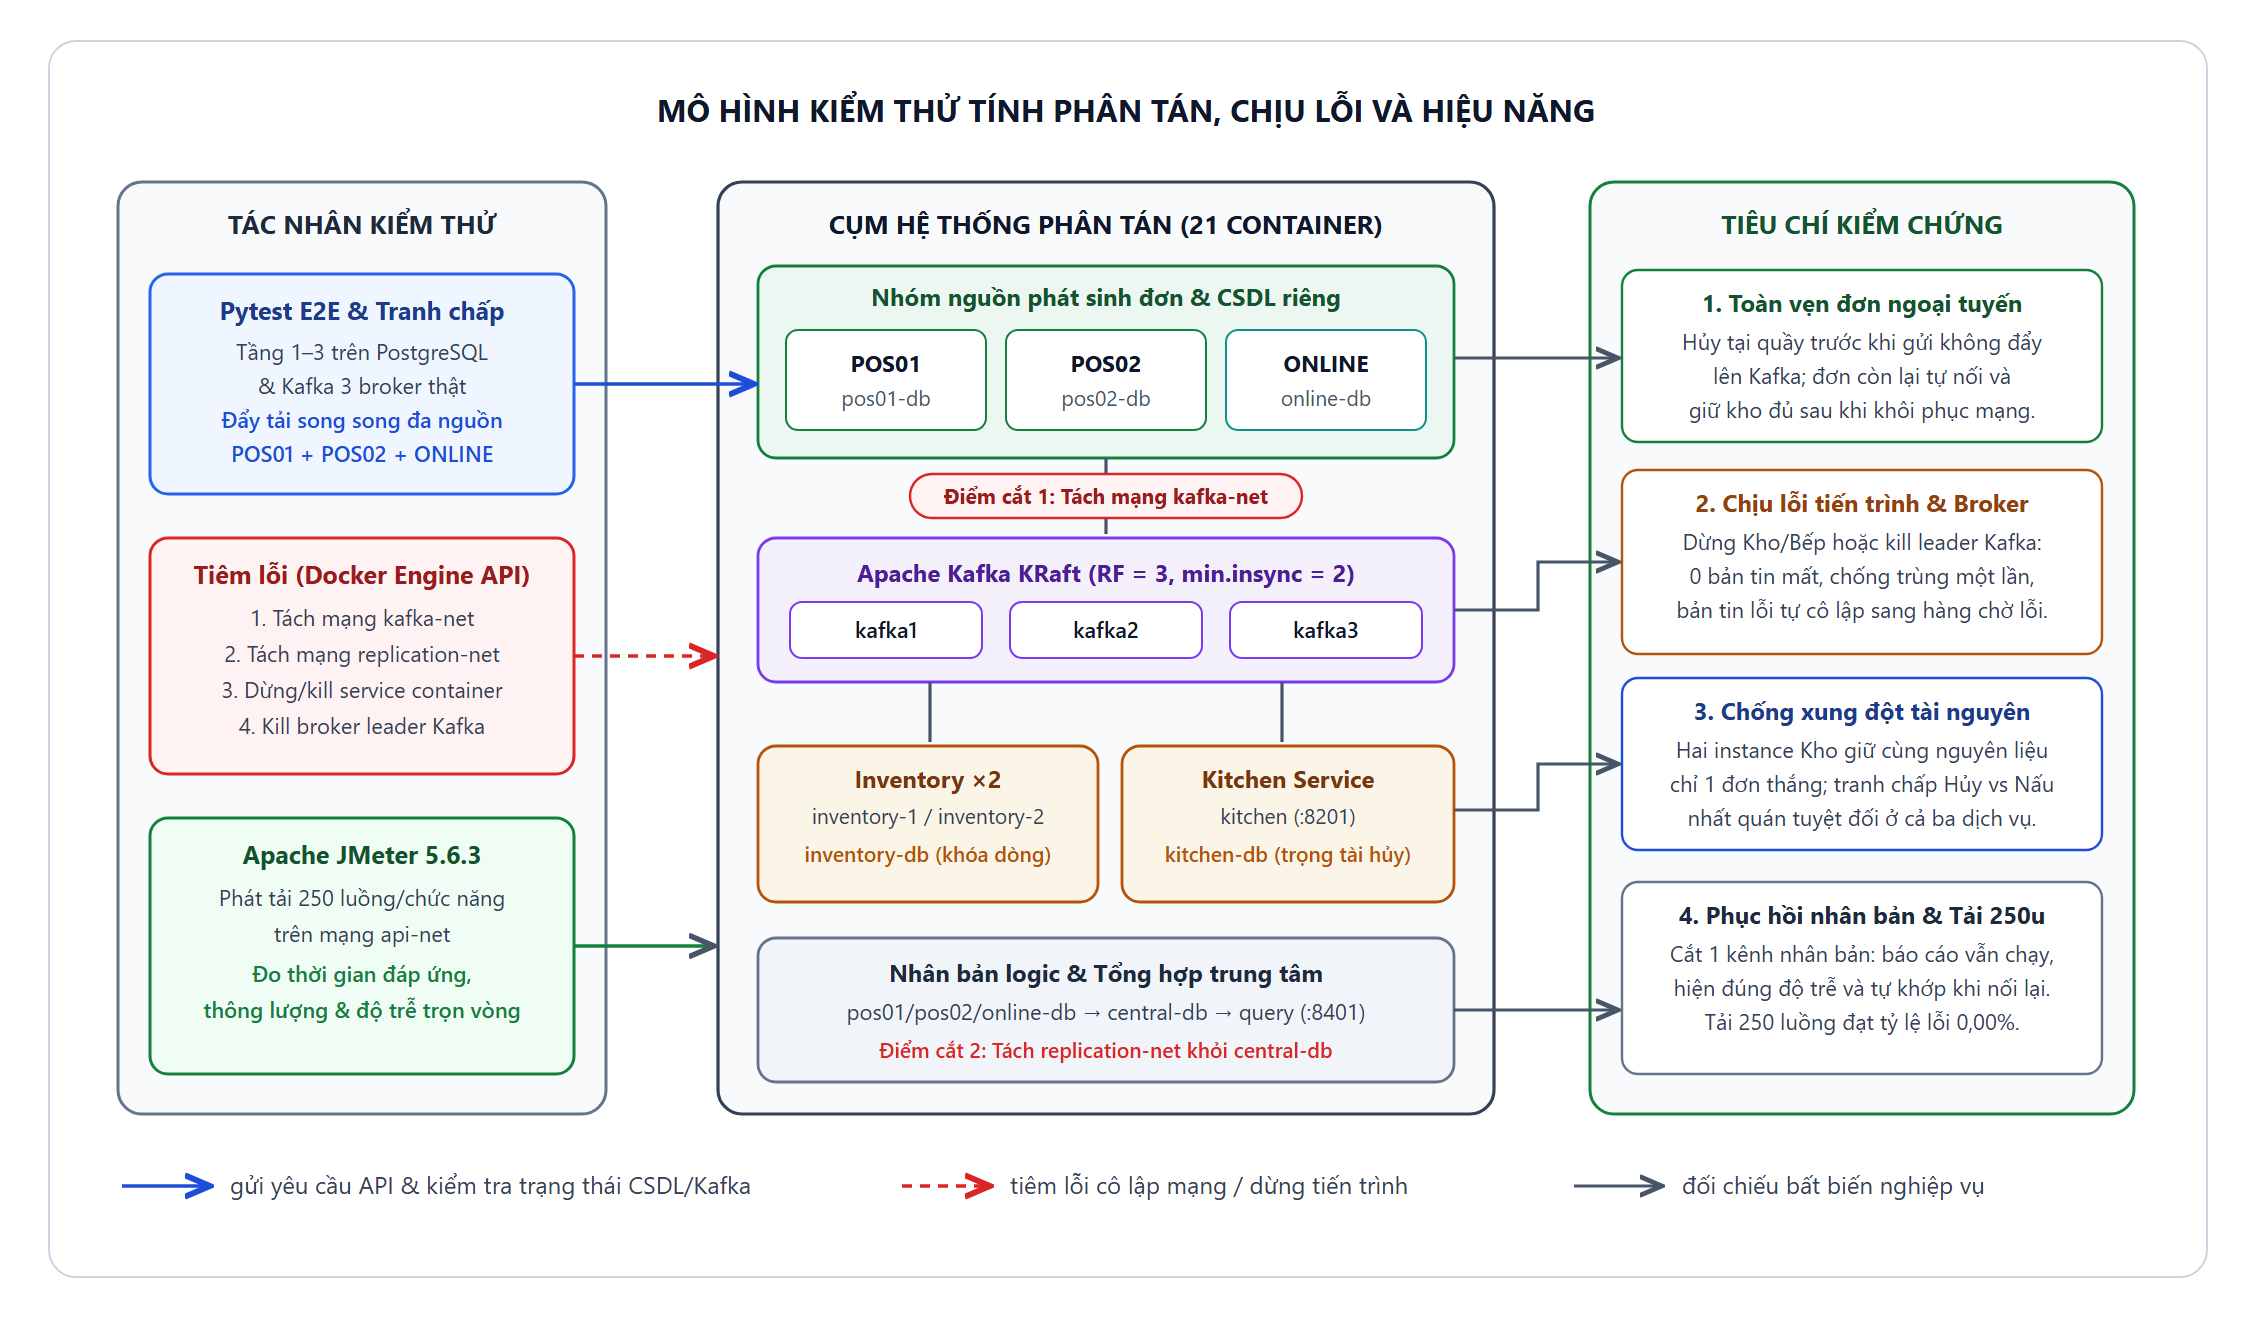 MÔ HÌNH KIỂM THỬ TÍNH PHÂN TÁN, CHỊU LỖI VÀ HIỆU NĂNG
TÁC NHÂN KIỂM THỬ
Pytest E2E & Tranh chấp
Tầng 1–3 trên PostgreSQL
& Kafka 3 broker thật
Đẩy tải song song đa nguồn
POS01 + POS02 + ONLINE
Tiêm lỗi (Docker Engine API)
1. Tách mạng kafka-net
2. Tách mạng replication-net
3. Dừng/kill service container
4. Kill broker leader Kafka
Apache JMeter 5.6.3
Phát tải 250 luồng/chức năng
trên mạng api-net
Đo thời gian đáp ứng,
thông lượng & độ trễ trọn vòng
CỤM HỆ THỐNG PHÂN TÁN (21 CONTAINER)
Nhóm nguồn phát sinh đơn & CSDL riêng
POS01
pos01-db
POS02
pos02-db
ONLINE
online-db
Điểm cắt 1: Tách mạng kafka-net
Apache Kafka KRaft (RF = 3, min.insync = 2)
kafka1
kafka2
kafka3
Inventory ×2
inventory-1 / inventory-2
inventory-db (khóa dòng)
Kitchen Service
kitchen (:8201)
kitchen-db (trọng tài hủy)
Nhân bản logic & Tổng hợp trung tâm
pos01/pos02/online-db → central-db → query (:8401)
Điểm cắt 2: Tách replication-net khỏi central-db
TIÊU CHÍ KIỂM CHỨNG
1. Toàn vẹn đơn ngoại tuyến
Hủy tại quầy trước khi gửi không đẩy
lên Kafka; đơn còn lại tự nối và
giữ kho đủ sau khi khôi phục mạng.
2. Chịu lỗi tiến trình & Broker
Dừng Kho/Bếp hoặc kill leader Kafka:
0 bản tin mất, chống trùng một lần,
bản tin lỗi tự cô lập sang hàng chờ lỗi.
3. Chống xung đột tài nguyên
Hai instance Kho giữ cùng nguyên liệu
chỉ 1 đơn thắng; tranh chấp Hủy vs Nấu
nhất quán tuyệt đối ở cả ba dịch vụ.
4. Phục hồi nhân bản & Tải 250u
Cắt 1 kênh nhân bản: báo cáo vẫn chạy,
hiện đúng độ trễ và tự khớp khi nối lại.
Tải 250 luồng đạt tỷ lệ lỗi 0,00%.
gửi yêu cầu API & kiểm tra trạng thái CSDL/Kafka
tiêm lỗi cô lập mạng / dừng tiến trình
đối chiếu bất biến nghiệp vụ